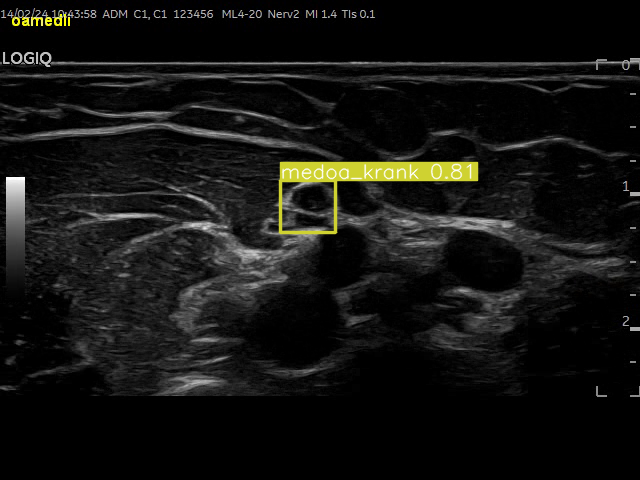 14/02/24 10:43:58 ADM C1, C1 123456 ML4-20 Nerv2 MI 1.4 TIs 0.1
oamedli
LOGIQ
0
medoa_krank 0.81
1
2